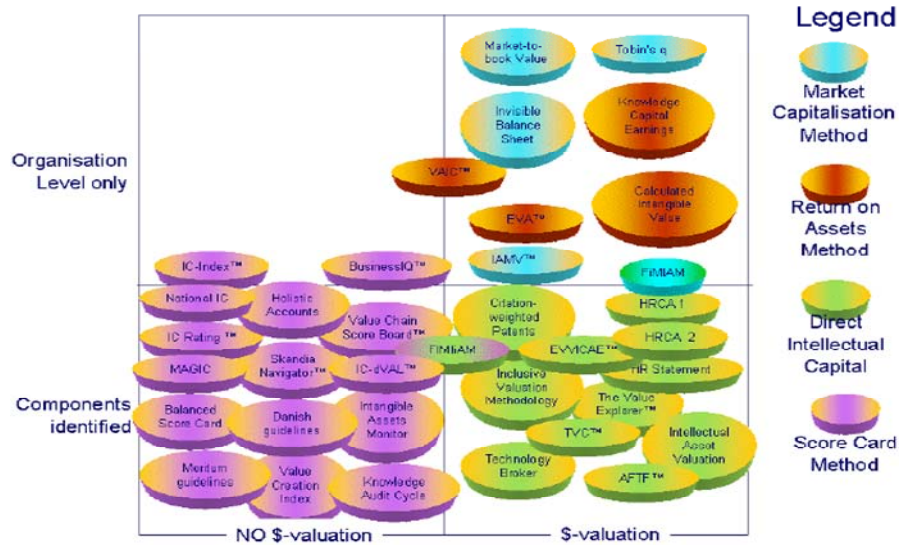 Legend
Market-to-
book Value
Tobin's q
Market
Capitalisation
Method
Invisible
Balance
Sheet
Knowledge
Capital
Earnings
Organisation
Level only
VAIC™
Calculated
Intangible
Value
Return on
Assets
Method
EVA™
IC-Index™
BusinessIQ™
IAMV™
FiMIAM
National IC
Holistic
Accounts
Citation-
weighted
Patents
HRCA 1
IC Rating ™
Value Chain
Score Board™
HRCA 2
Direct
Intellectual
Capital
FiMIAM
EVVICAE™
MAGIC
Skandia
Navigator™
IC-dVAL™
Inclusive
Valuation
Methodology
HR Statement
Components
identified
Balanced
Score Card
Danish
guidelines
Intangible
Assets
Monitor
The Value
Explorer™
TVC™
Intellectual
Asset
Valuation
Score Card
Method
Meritum
guidelines
Value
Creation
Index
Knowledge
Audit Cycle
Technology
Broker
AFTF™
NO $-valuation
$-valuation